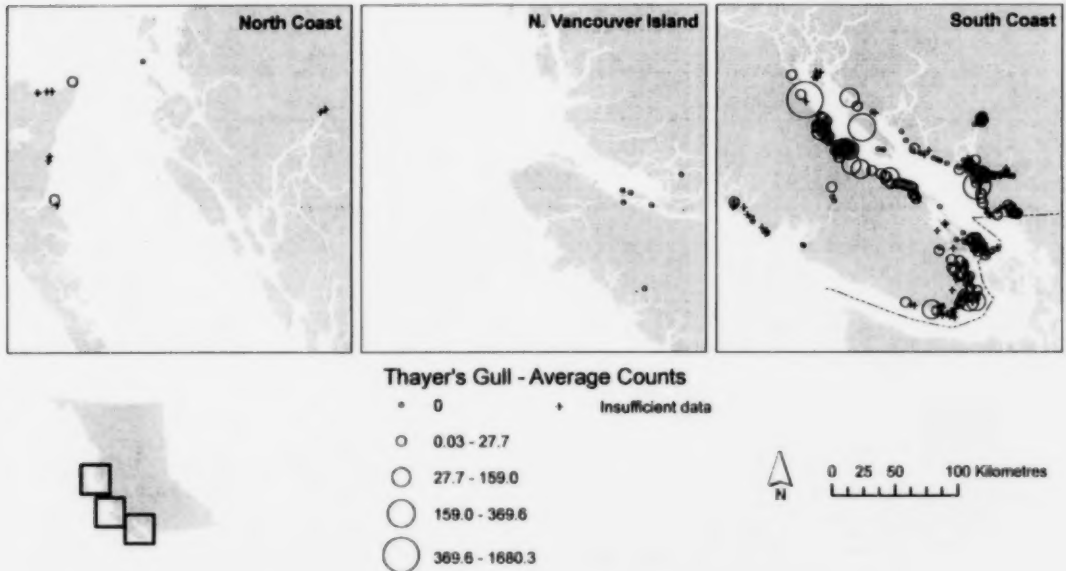 North Coast
N. Vancouver Island
South Coast
Thayer's Gull - Average Counts
0
+ Insufficient data
0.03 - 27.7
27.7 - 159.0
159.0 - 369.6
369.6 - 1680.3
N
0 25 50 100 Kilometres